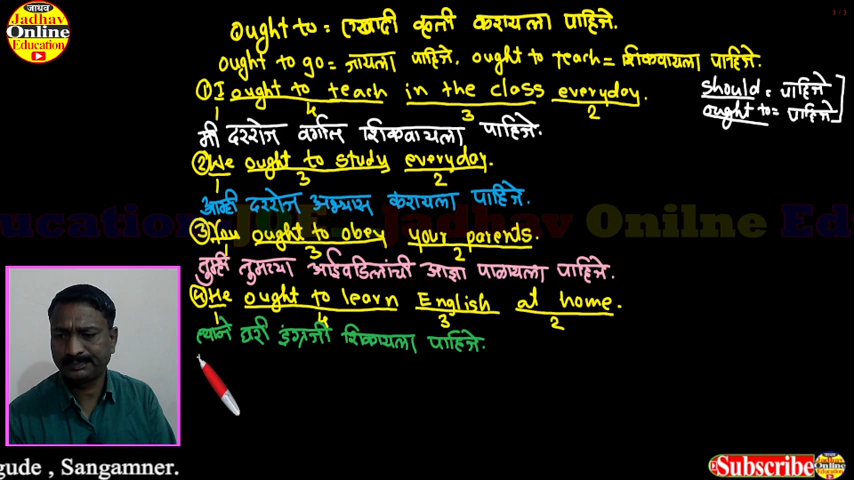 जाधव
Jadhav
Online
Education
3/3
Ought to = एखादी कृती करायला पाहिजे.
Ought to go = जायला पाहिजे, ought to teach = शिकवायला पाहिजे.
① I ought to teach in the class everyday.
1 4 3 2
should = पाहिजे
ought to = पाहिजे
मी दररोज वर्गात शिकवायला पाहिजे.
② We ought to study everyday.
1 3 2
आम्ही दररोज अभ्यास करायला पाहिजे.
③ You ought to obey your parents.
1 3 2
तुम्ही तुमच्या आईवडिलांची आज्ञा पाळायला पाहिजे.
④ He ought to learn English at home.
1 4 3 2
त्याने घरी इंग्रजी शिकायला पाहिजे.
gude , Sangamner.
Subscribe